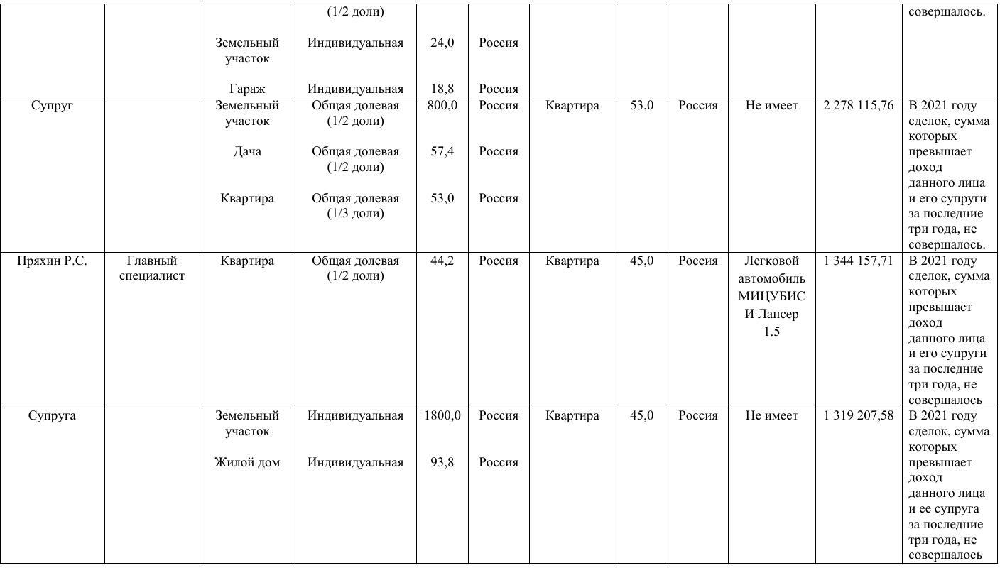 (1/2 доли) совершалось.
Земельный Индивидуальная 24,0 Россия
участок
Гараж Индивидуальная 18,8 Россия
Супруг Земельный Общая долевая 800,0 Россия Квартира 53,0 Россия Не имеет 2 278 115,76 В 2021 году
участок (1/2 доли) сделок, сумма
которых
Дача Общая долевая 57,4 Россия превышает
(1/2 доли) доход
данного лица
Квартира Общая долевая 53,0 Россия и его супруги
(1/3 доли) за последние
три года, не
совершалось.
Пряхин Р.С. Главный Квартира Общая долевая 44,2 Россия Квартира 45,0 Россия Легковой 1 344 157,71 В 2021 году
специалист (1/2 доли) автомобиль сделок, сумма
МИЦУБИС которых
превышает
И Лансер доход
1.5 данного лица
и его супруги
за последние
три года, не
совершалось
Супруга Земельный Индивидуальная 1800,0 Россия Квартира 45,0 Россия Не имеет 1 319 207,58 В 2021 году
участок сделок, сумма
которых
Жилой дом Индивидуальная 93,8 Россия превышает
доход
данного лица
и ее супруга
за последние
три года, не
совершалось